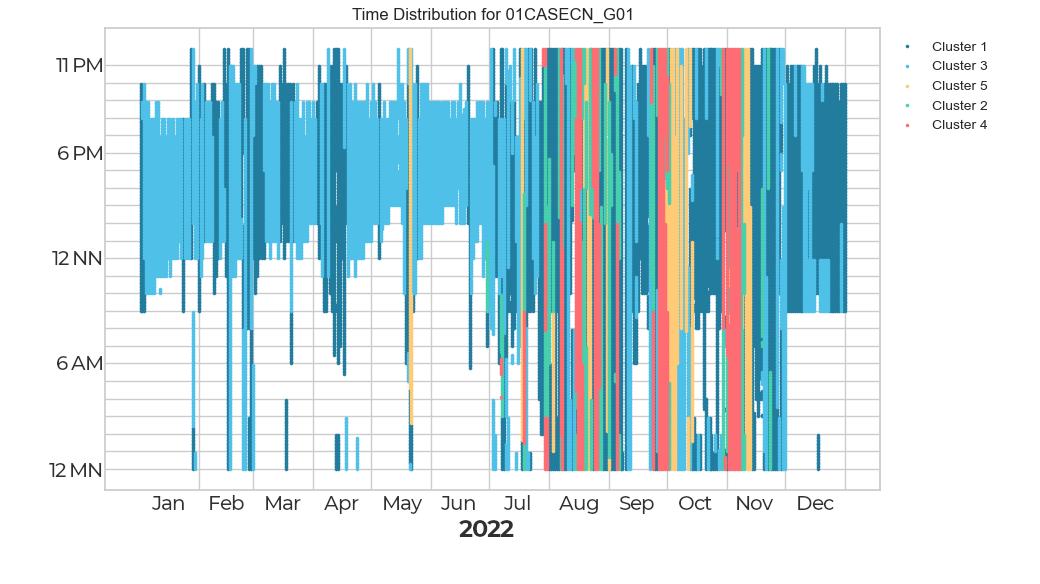 Time Distribution for 01CASECN_G01
11 PM
6 PM
12 NN
6 AM
12 MN
Jan Feb Mar Apr May Jun Jul Aug Sep Oct Nov Dec
2022
Cluster 1
Cluster 3
Cluster 5
Cluster 2
Cluster 4